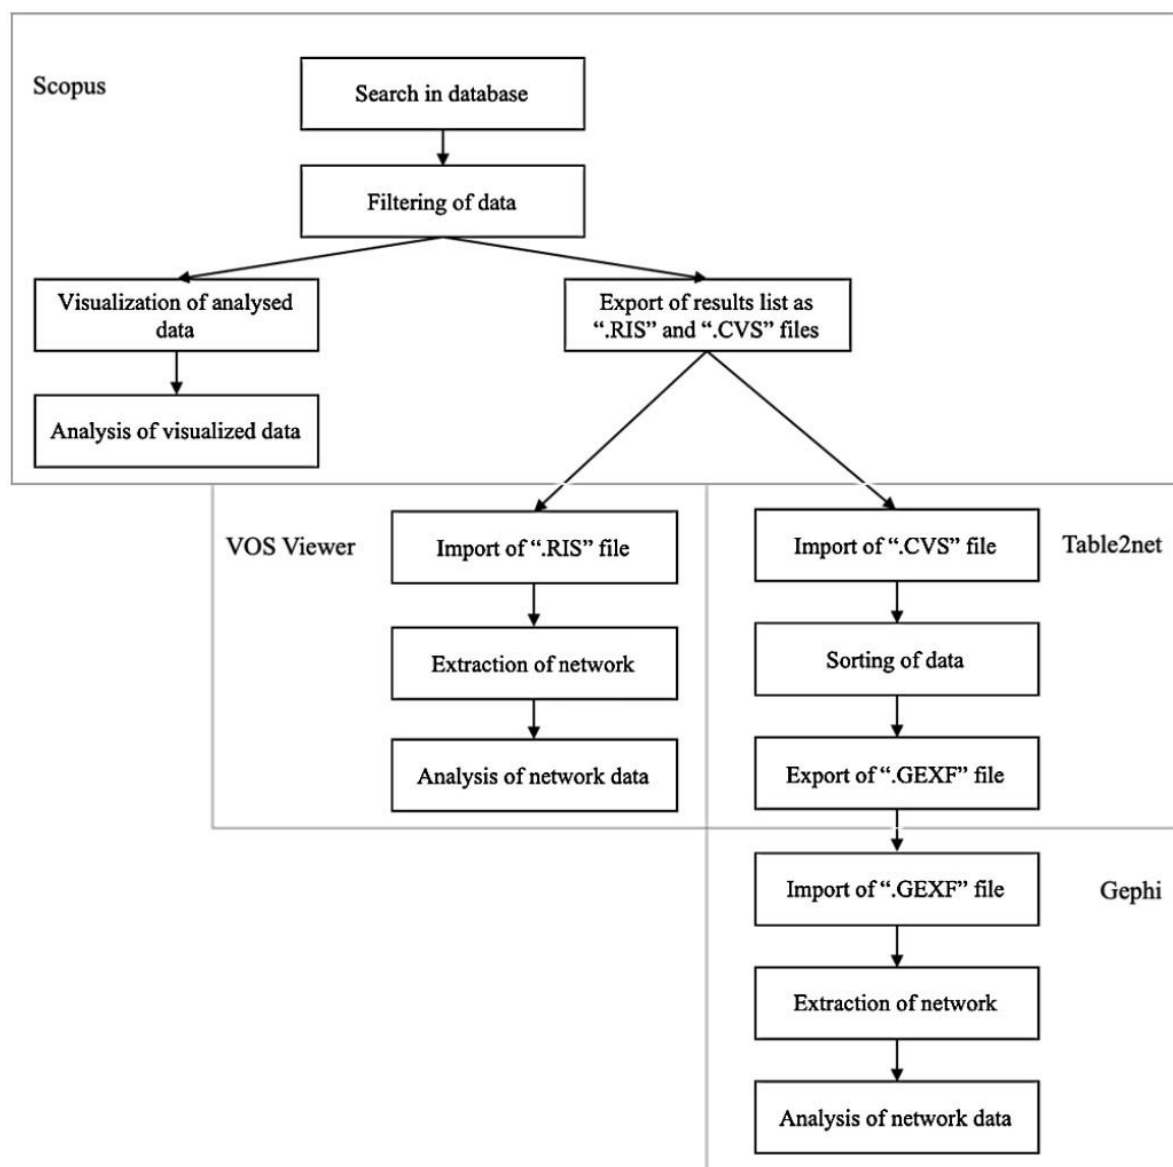 Scopus
Search in database
Filtering of data
Visualization of analysed
data
Export of results list as
“.RIS” and “.CVS” files
Analysis of visualized data
VOS Viewer
Import of “.RIS” file
Extraction of network
Analysis of network data
Import of “.CVS” file
Table2net
Sorting of data
Export of “.GEXF” file
Import of “.GEXF” file
Gephi
Extraction of network
Analysis of network data